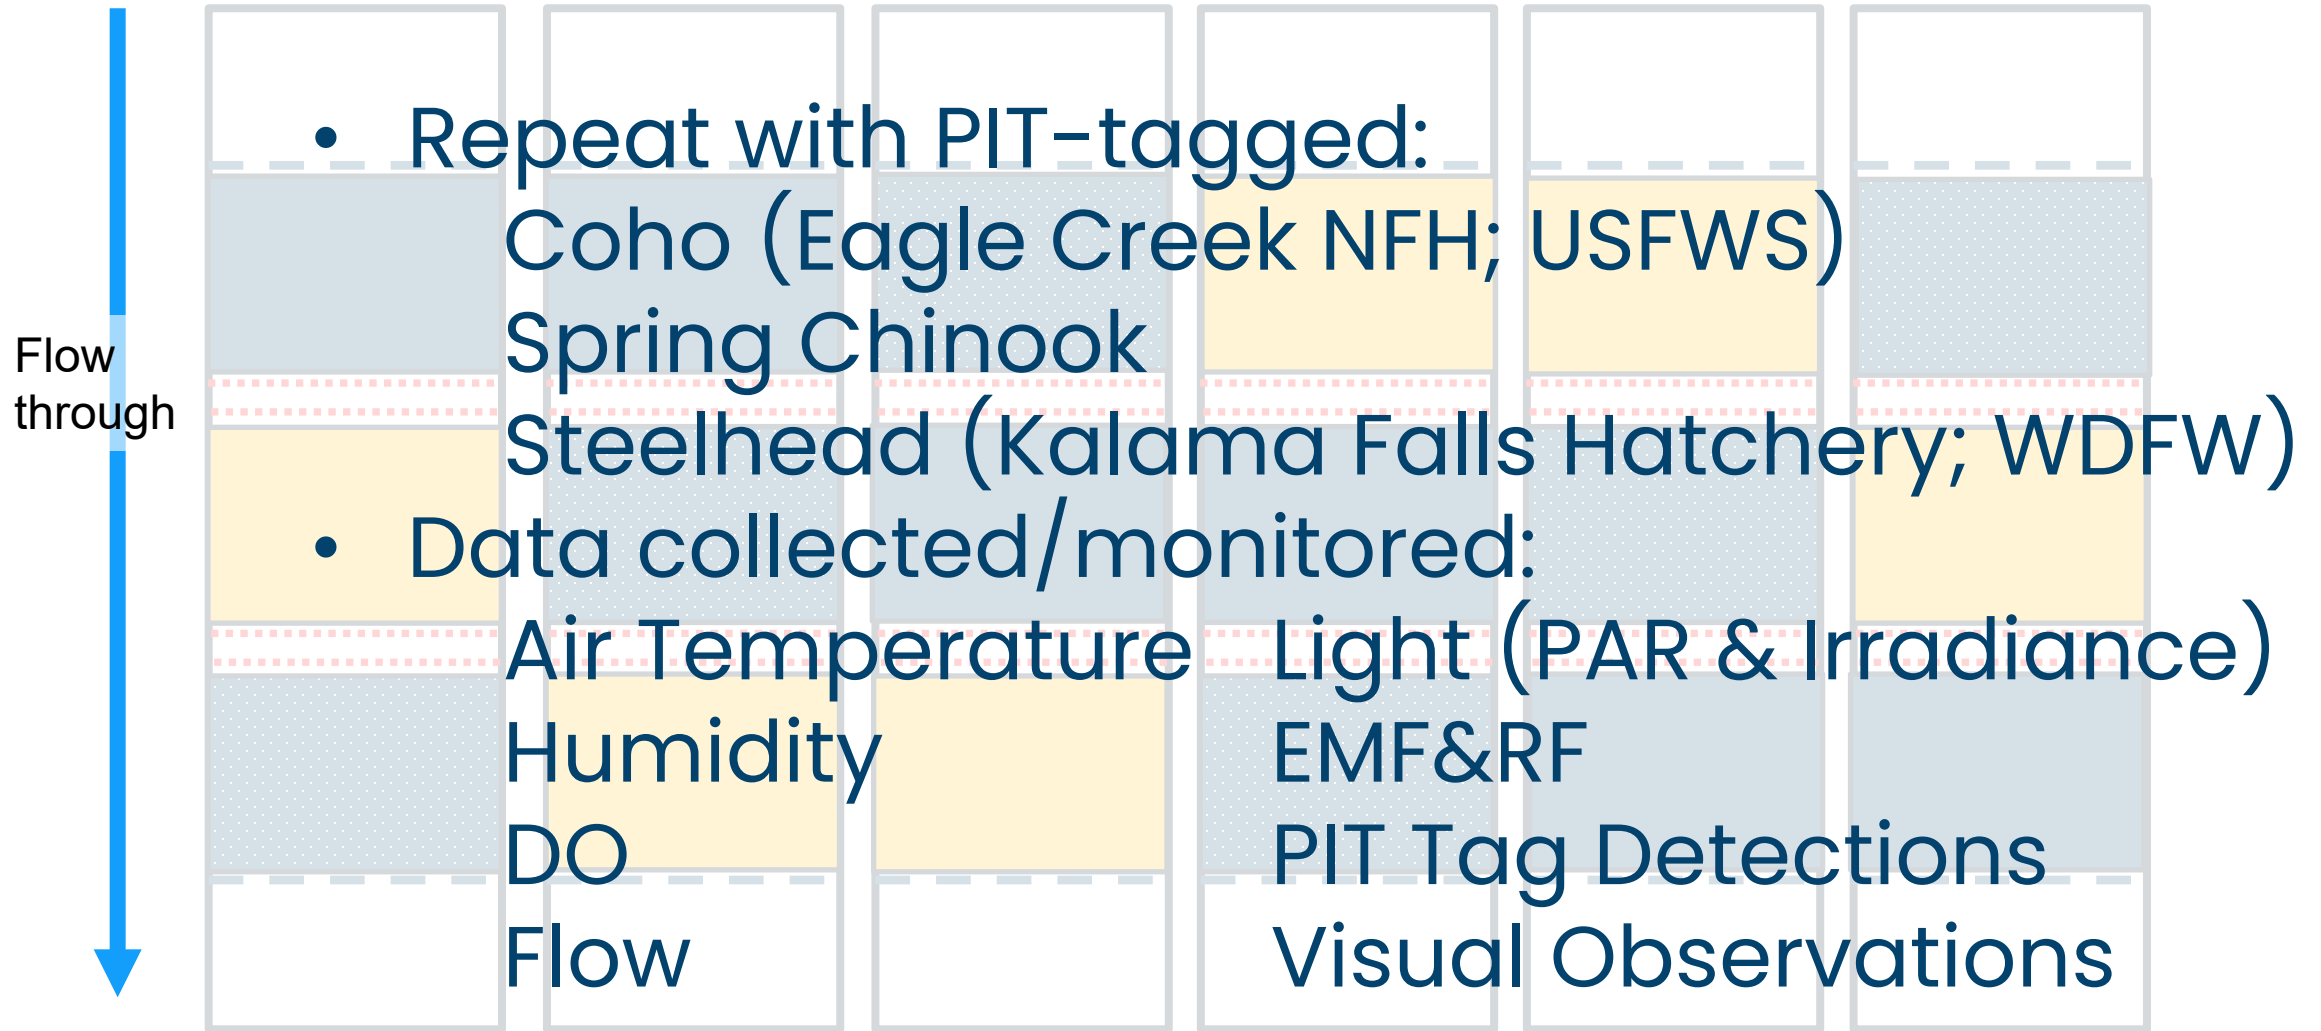 Flow
through
• Repeat with PIT-tagged:
Coho (Eagle Creek NFH; USFWS)
Spring Chinook
Steelhead (Kalama Falls Hatchery; WDFW)
• Data collected/monitored:
Air Temperature Light (PAR & Irradiance)
Humidity EMF&RF
DO PIT Tag Detections
Flow Visual Observations